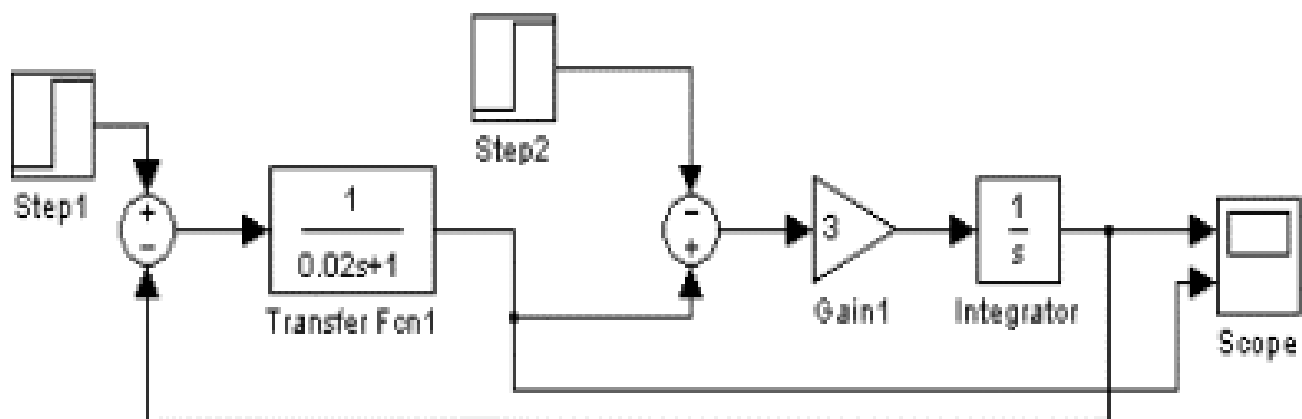 Step1
+
−
1
0.02s+1
Transfer Fcn1
Step2
−
+
3
Gain1
1
s
Integrator
Scope